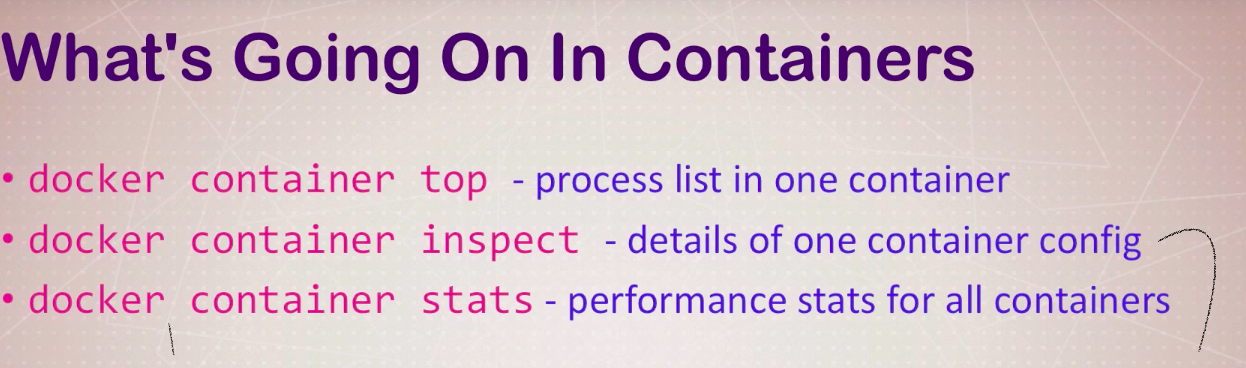 What's Going On In Containers
• docker container top - process list in one container
• docker container inspect - details of one container config
• docker container stats - performance stats for all containers